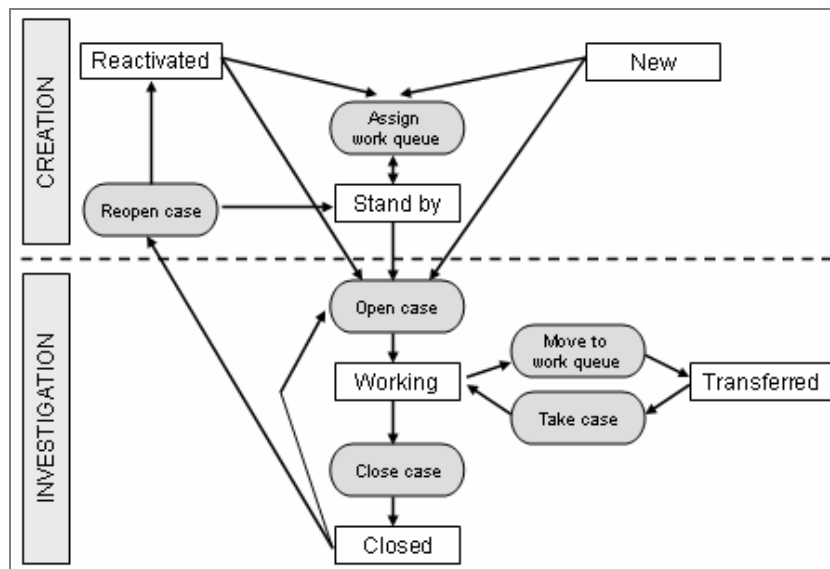 CREATION
Reactivated
New
Assign
work queue
Reopen case
Stand by
INVESTIGATION
Open case
Move to
work queue
Working
Transferred
Take case
Close case
Closed